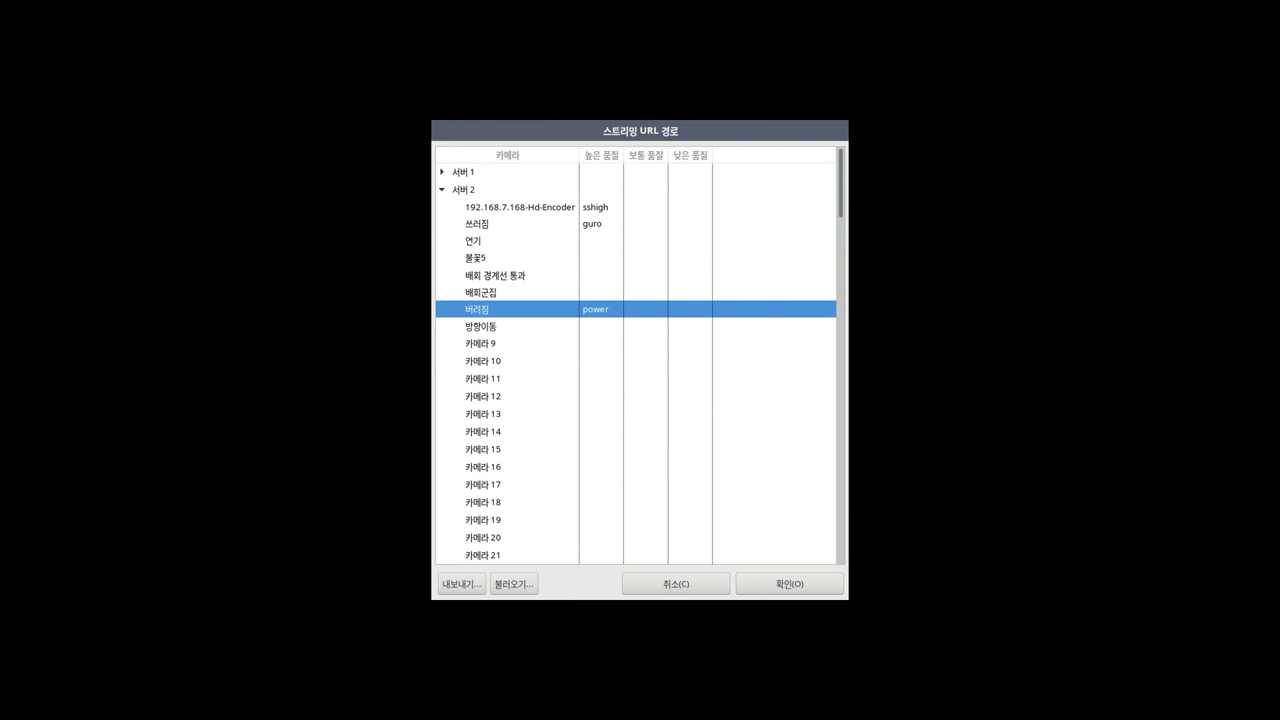 스트리밍 URL 경로
카메라 높은 품질 보통 품질 낮은 품질
서버 1
서버 2
192.168.7.168-Hd-Encoder sshigh
쓰러짐 guro
연기
불꽃5
배회 경계선 통과
배회군집
버려짐 power
방향이동
카메라 9
카메라 10
카메라 11
카메라 12
카메라 13
카메라 14
카메라 15
카메라 16
카메라 17
카메라 18
카메라 19
카메라 20
카메라 21
내보내기... 불러오기... 취소(C) 확인(O)